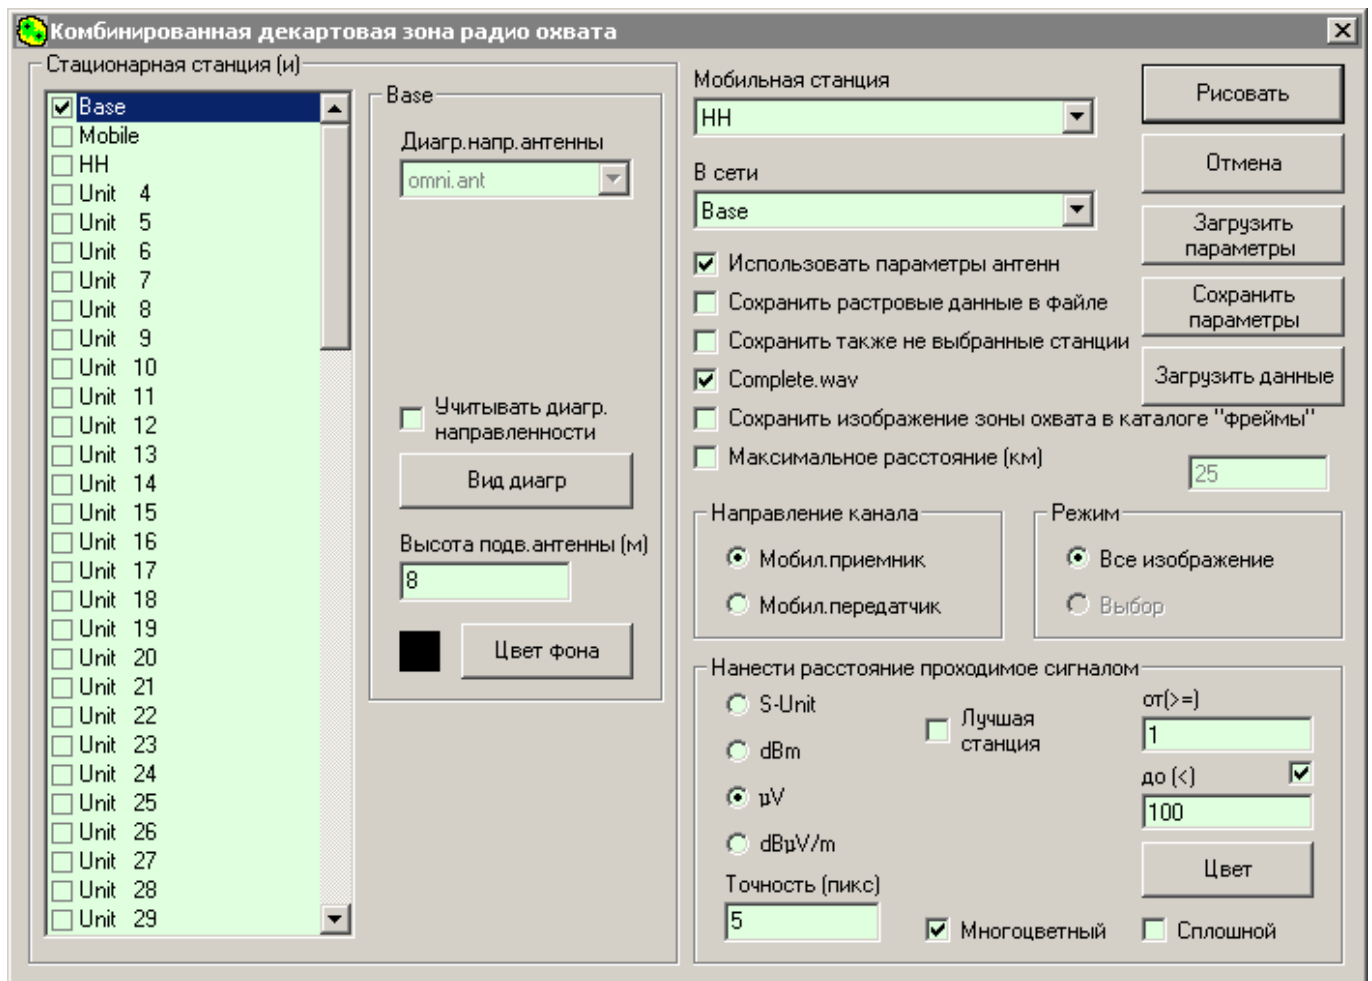 Комбинированная декартовая зона радио охвата
Стационарная станция (и)
Base
Mobile
HH
Unit 4
Unit 5
Unit 6
Unit 7
Unit 8
Unit 9
Unit 10
Unit 11
Unit 12
Unit 13
Unit 14
Unit 15
Unit 16
Unit 17
Unit 18
Unit 19
Unit 20
Unit 21
Unit 22
Unit 23
Unit 24
Unit 25
Unit 26
Unit 27
Unit 28
Unit 29
Base
Диагр.напр.антенны
omni.ant
Учитывать диагр.
направленности
Вид диагр
Высота подв.антенны (м)
8
Цвет фона
Мобильная станция
HH
В сети
Base
Использовать параметры антенн
Сохранить растровые данные в файле
Сохранить также не выбранные станции
Complete.wav
Сохранить изображение зоны охвата в каталоге "фреймы"
Максимальное расстояние (км)
25
Рисовать
Отмена
Загрузить
параметры
Сохранить
параметры
Загрузить данные
Направление канала
Мобил.приемник
Мобил.передатчик
Режим
Все изображение
Выбор
Нанести расстояние проходимое сигналом
S-Unit
dBm
µV
dBµV/m
Точность (пикс)
5
Лучшая
станция
Многоцветный
от(>=)
1
до (<)
100
Цвет
Сплошной